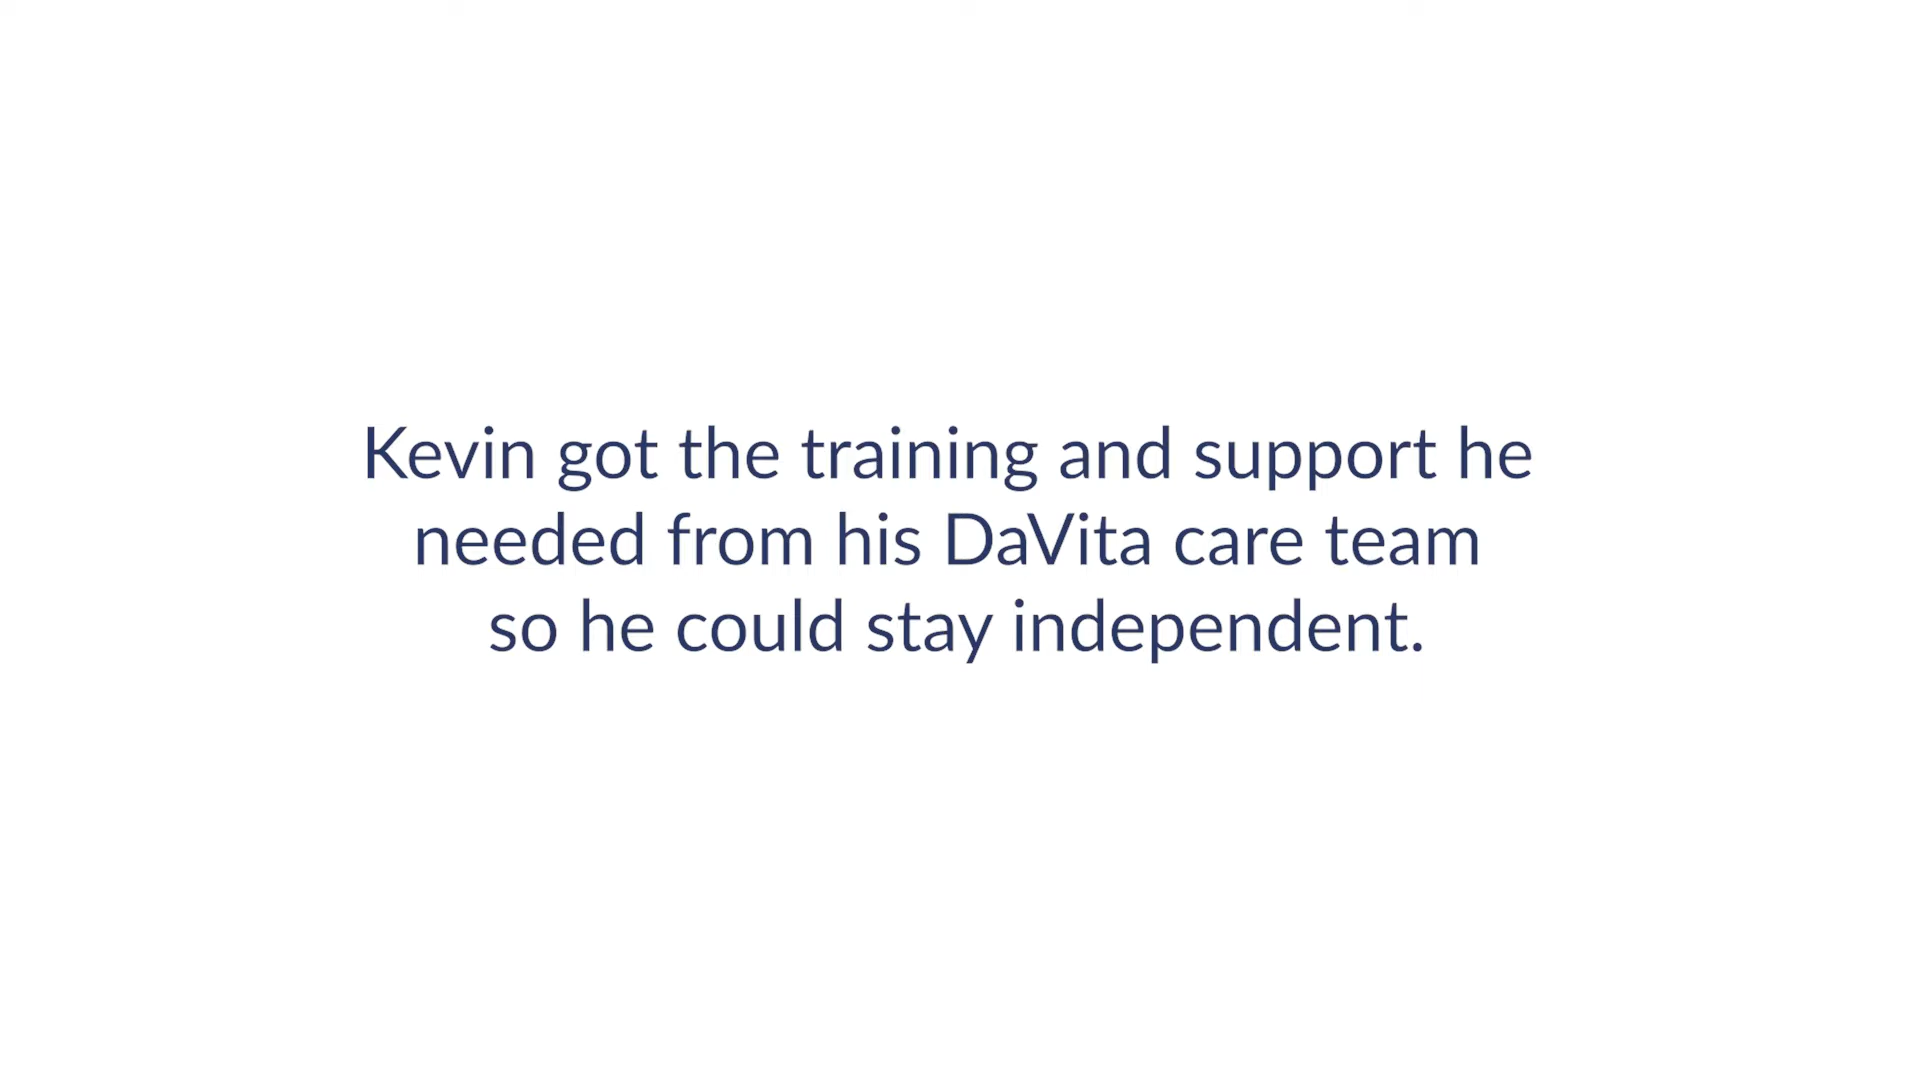 Kevin got the training and support he
needed from his DaVita care team
so he could stay independent.